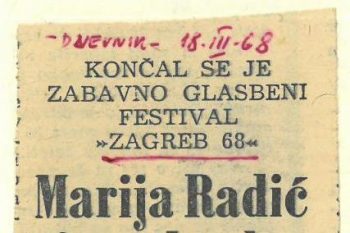 -DNEVNIK- 18.III-68
KONČAL SE JE
ZABAVNO GLASBENI
FESTIVAL
»ZAGREB 68«
Marija Radić